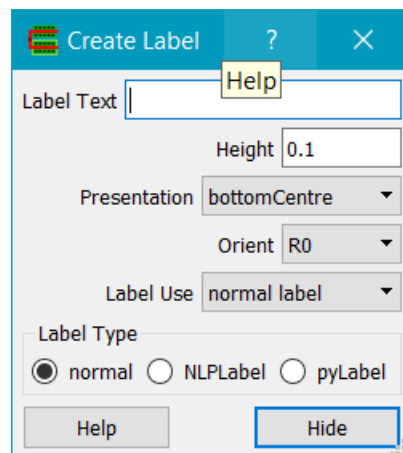 Create Label ?
Help
Label Text
Height 0.1
Presentation bottomCentre
Orient R0
Label Use normal label
Label Type
normal NLPLabel pyLabel
Help Hide